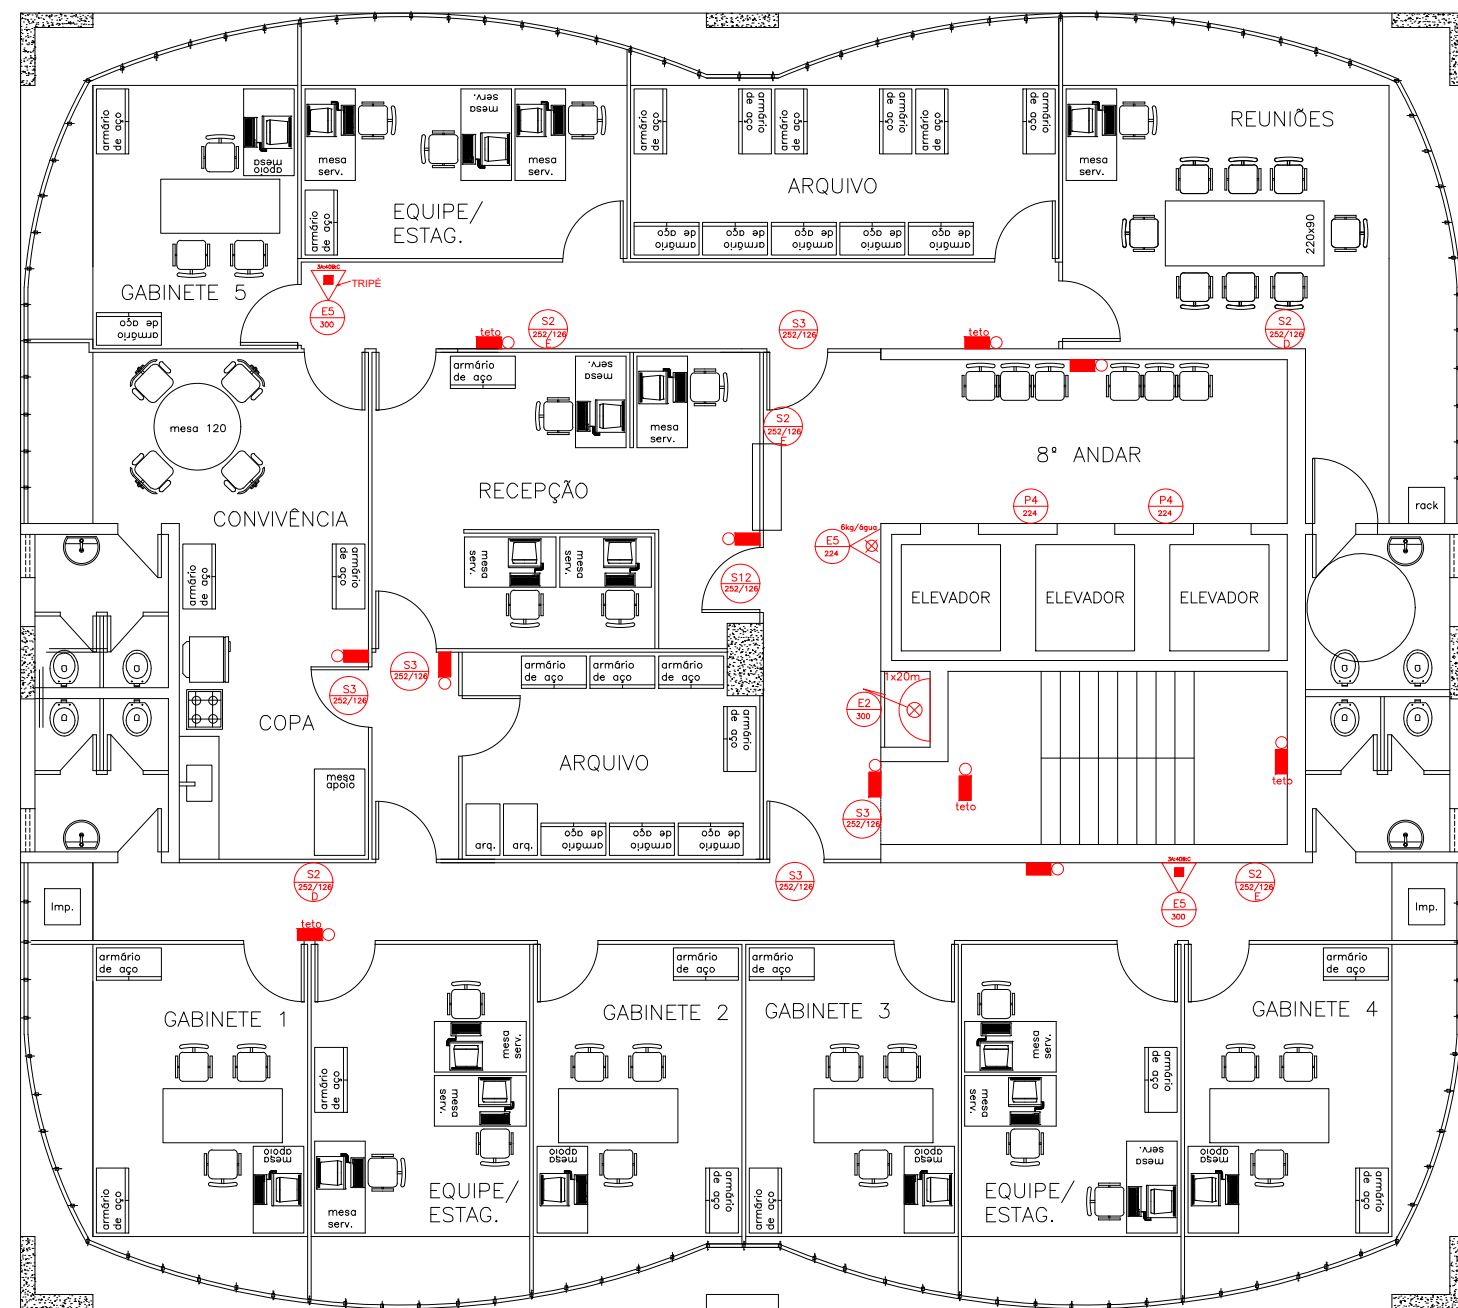 armário
de aço
mesa
apoio
mesa
serv.
mesa
serv.
mesa
serv.
armário
de aço
armário
de aço
armário
de aço
armário
de aço
armário
de aço
armário
de aço
armário
de aço
mesa
serv.
REUNIÕES
ARQUIVO
EQUIPE/
ESTAG.
armário
de aço
armário
de aço
armário
de aço
armário
de aço
armário
de aço
220x90
GABINETE 5
armário
de aço
TRIPÉ
E5
300
teto
S2
252/126
E
S3
252/126
teto
S2
252/126
D
armário
de aço
mesa
serv.
mesa
serv.
mesa 120
S2
252/126
E
8º ANDAR
RECEPÇÃO
CONVIVÊNCIA
P4
224
P4
224
rack
armário
de aço
armário
de aço
mesa
serv.
mesa
serv.
6kg/água
E5
224
S12
252/126
ELEVADOR
ELEVADOR
ELEVADOR
S3
252/126
S3
252/126
armário
de aço
armário
de aço
armário
de aço
1x20m
E2
300
COPA
armário
de aço
ARQUIVO
mesa
apoio
teto
teto
S3
252/126
arq.
arq.
armário
de aço
armário
de aço
armário
de aço
S2
252/126
D
S3
252/126
E5
300
S2
252/126
E
Imp.
Imp.
teto
armário
de aço
armário
de aço
armário
de aço
armário
de aço
GABINETE 1
GABINETE 2
GABINETE 3
GABINETE 4
mesa
serv.
mesa
serv.
armário
de aço
mesa
serv.
mesa
serv.
armário
de aço
armário
de aço
mesa
apoio
mesa
serv.
EQUIPE/
ESTAG.
mesa
apoio
armário
de aço
armário
de aço
mesa
apoio
EQUIPE/
ESTAG.
mesa
serv.
mesa
apoio
armário
de aço